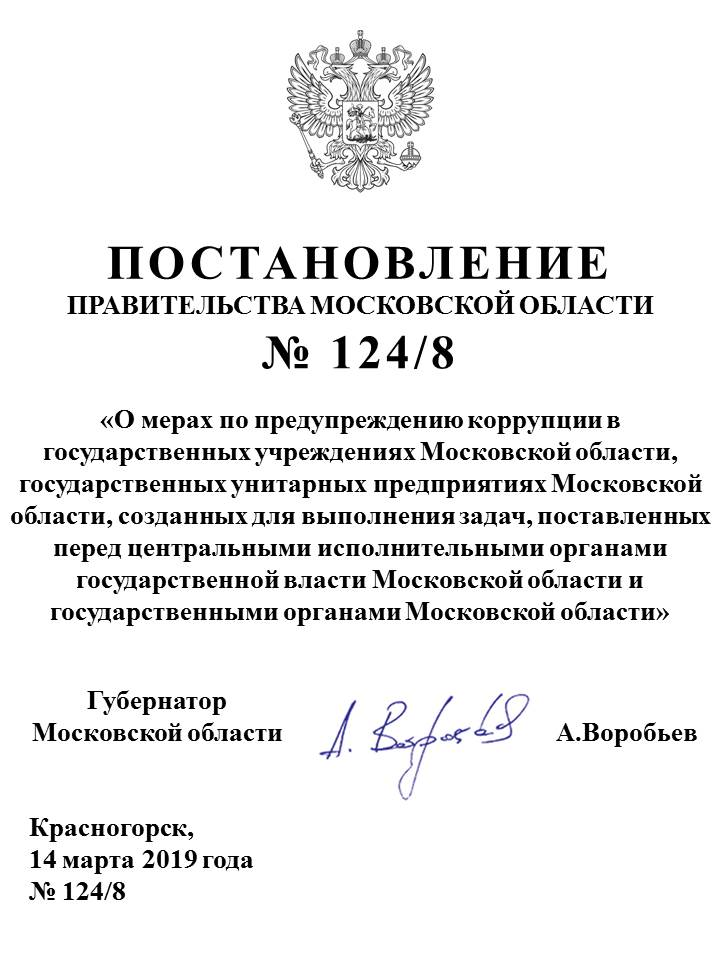 ПОСТАНОВЛЕНИЕ
ПРАВИТЕЛЬСТВА МОСКОВСКОЙ ОБЛАСТИ
№ 124/8
«О мерах по предупреждению коррупции в
государственных учреждениях Московской области,
государственных унитарных предприятиях Московской
области, созданных для выполнения задач, поставленных
перед центральными исполнительными органами
государственной власти Московской области и
государственными органами Московской области»
Губернатор
Московской области
А. Воробьев
А.Воробьев
Красногорск,
14 марта 2019 года
№ 124/8